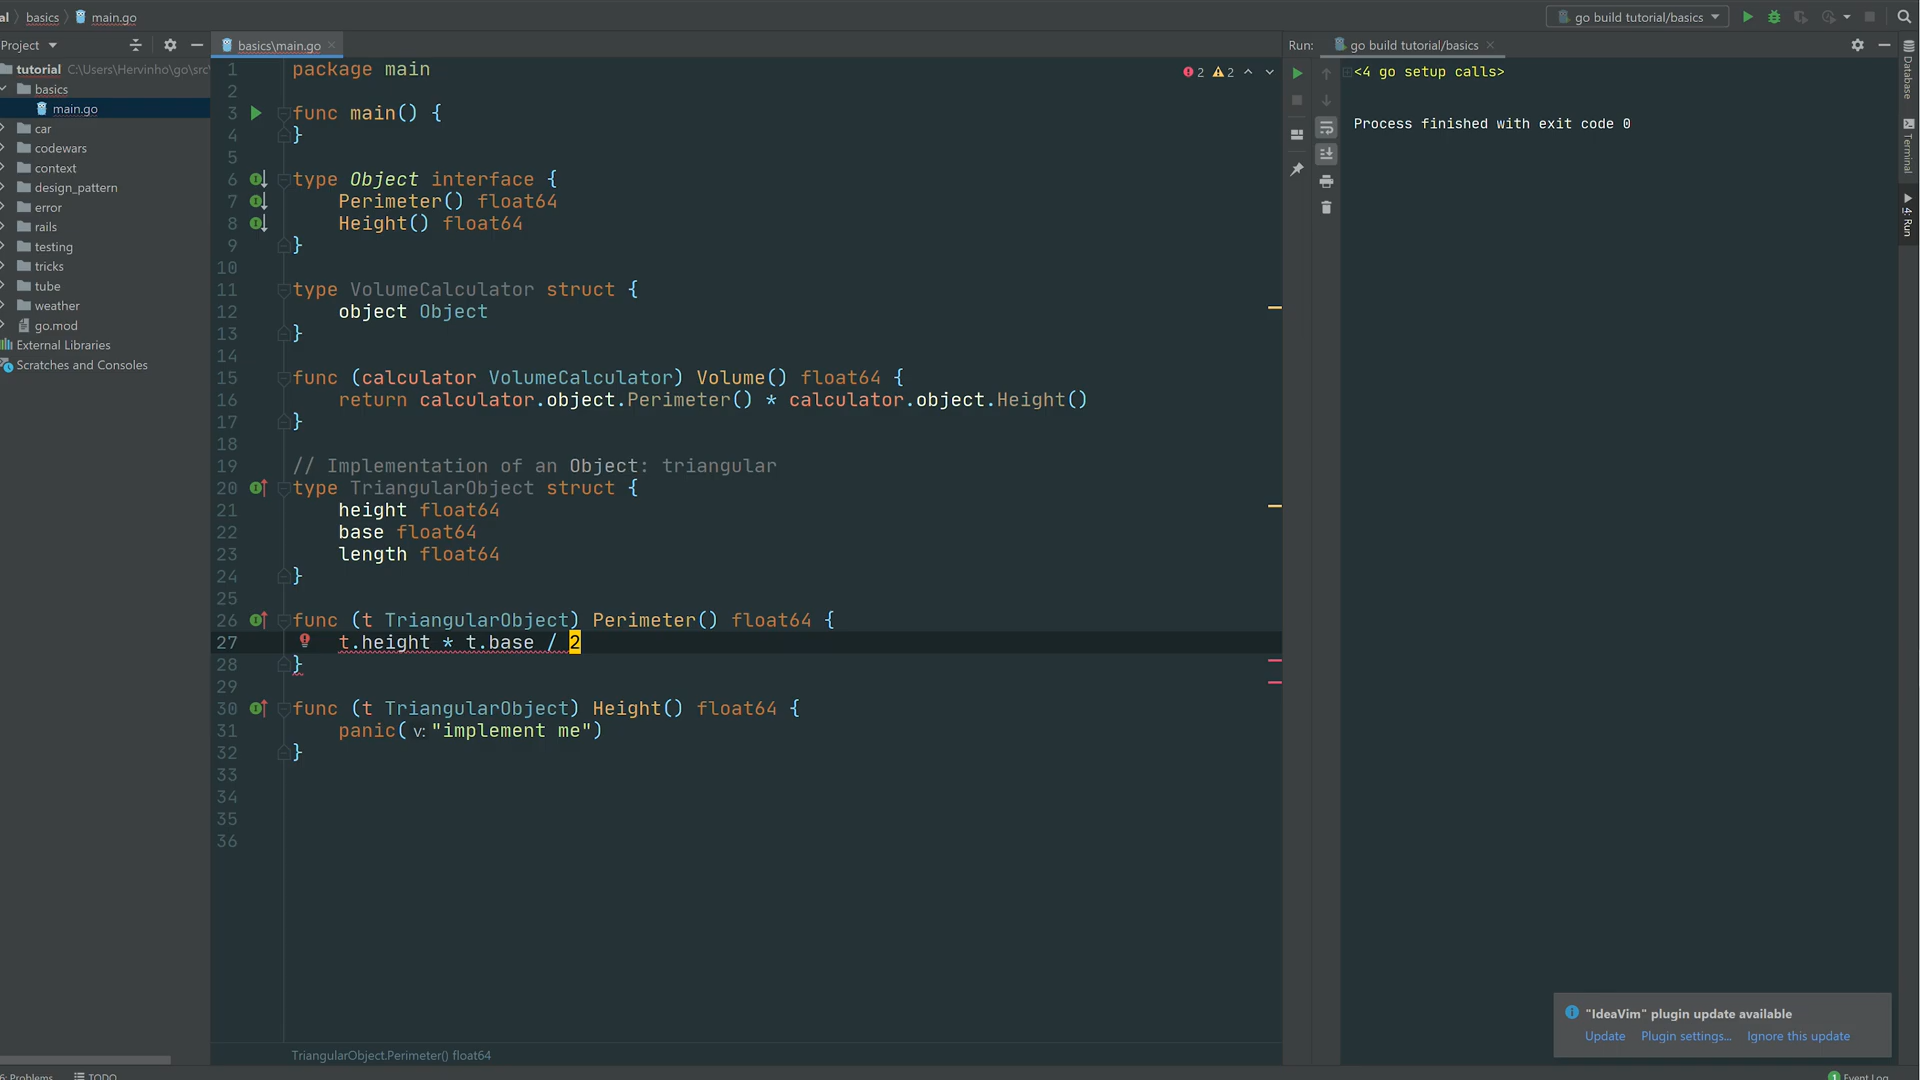 al > basics > main.go
go build tutorial/basics
Project
basics\main.go
Run:
go build tutorial/basics
tutorial C:\Users\Hervinho\go\src\
basics
main.go
car
codewars
context
design_pattern
error
rails
testing
tricks
tube
weather
go.mod
External Libraries
Scratches and Consoles
2 2
1 package main
2
3 func main() {
4 }
5
6 type Object interface {
7 Perimeter() float64
8 Height() float64
9 }
10
11 type VolumeCalculator struct {
12 object Object
13 }
14
15 func (calculator VolumeCalculator) Volume() float64 {
16 return calculator.object.Perimeter() * calculator.object.Height()
17 }
18
19 // Implementation of an Object: triangular
20 type TriangularObject struct {
21 height float64
22 base float64
23 length float64
24 }
25
26 func (t TriangularObject) Perimeter() float64 {
27 t.height * t.base / 2
28 }
29
30 func (t TriangularObject) Height() float64 {
31 panic( v: "implement me")
32 }
33
34
35
36
TriangularObject.Perimeter() float64
<4 go setup calls>
Process finished with exit code 0
Database
Terminal
4: Run
"IdeaVim" plugin update available
Update Plugin settings... Ignore this update
6: Problems
TODO
1 Event Log